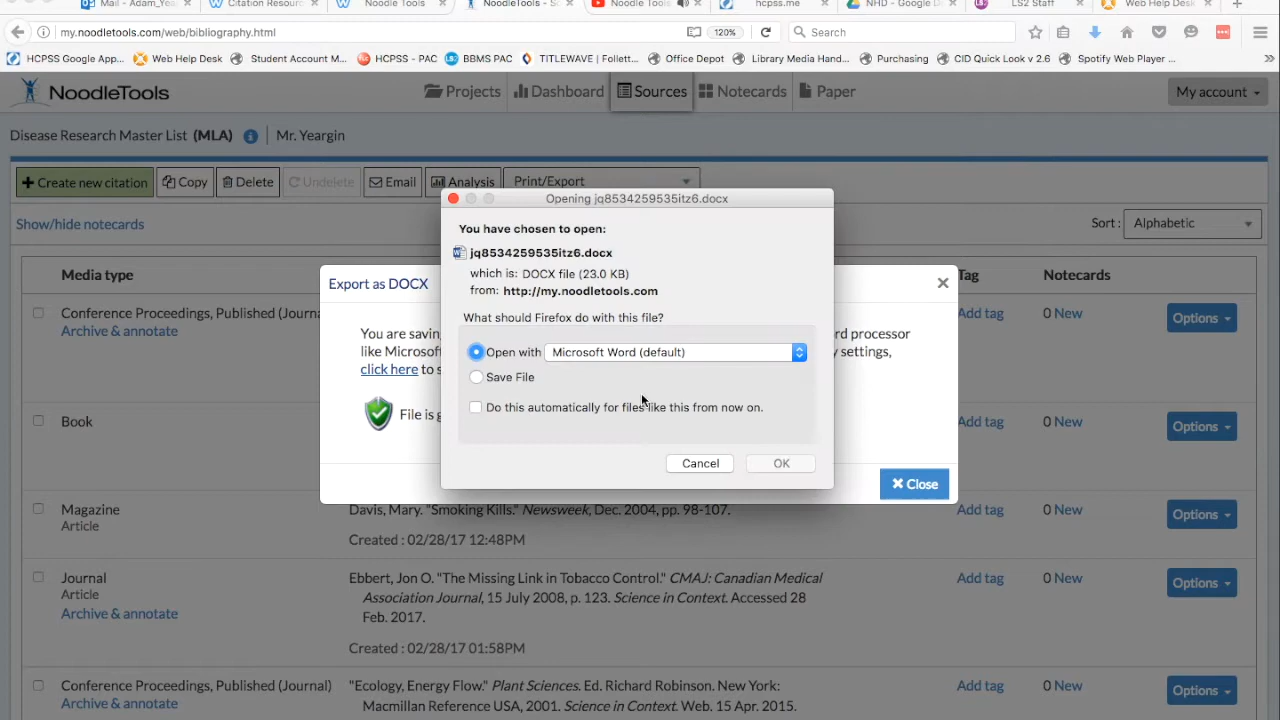 Mail - Adam_Yea
Citation Resourc
Noodle Tools
NoodleTools - S
Noodle Tools
hcpss.me
NHD - Google D
LS2 Staff
Web Help Desk
my.noodletools.com/web/bibliography.html
120%
Search
HCPSS Google App...
Web Help Desk
Student Account M...
HCPSS - PAC
BBMS PAC
TITLEWAVE | Follett...
Office Depot
Library Media Hand...
Purchasing
CID Quick Look v 2.6
Spotify Web Player ...
NoodleTools
Projects
Dashboard
Sources
Notecards
Paper
My account
Disease Research Master List (MLA)
Mr. Yeargin
Create new citation
Copy
Delete
Undelete
Email
Analysis
Print/Export
Show/hide notecards
Sort :
Alphabetic
Media type
Tag
Notecards
Conference Proceedings, Published (Journa
Archive & annotate
Add tag
0 New
Options
Book
Add tag
0 New
Options
Export as DOCX
You are saving
rd processor
like Microsof
y settings,
click here to s
File is g
Close
Opening jq8534259535itz6.docx
You have chosen to open:
jq8534259535itz6.docx
which is: DOCX file (23.0 KB)
from: http://my.noodletools.com
What should Firefox do with this file?
Open with
Microsoft Word (default)
Save File
Do this automatically for files like this from now on.
Cancel
OK
Magazine
Article
Davis, Mary. "Smoking Kills." Newsweek, Dec. 2004, pp. 98-107.
Created : 02/28/17 12:48PM
Add tag
0 New
Options
Journal
Article
Archive & annotate
Ebbert, Jon O. "The Missing Link in Tobacco Control." CMAJ: Canadian Medical
Association Journal, 15 July 2008, p. 123. Science in Context. Accessed 28
Feb. 2017.
Created : 02/28/17 01:58PM
Add tag
0 New
Options
Conference Proceedings, Published (Journal)
Archive & annotate
"Ecology, Energy Flow." Plant Sciences. Ed. Richard Robinson. New York:
Macmillan Reference USA, 2001. Science in Context. Web. 15 Apr. 2015.
Add tag
0 New
Options